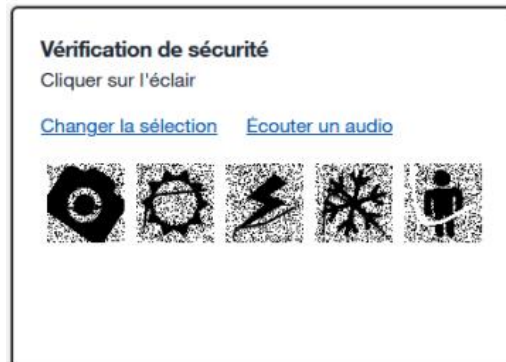 Vérification de sécurité
Cliquer sur l'éclair
Changer la sélection Écouter un audio